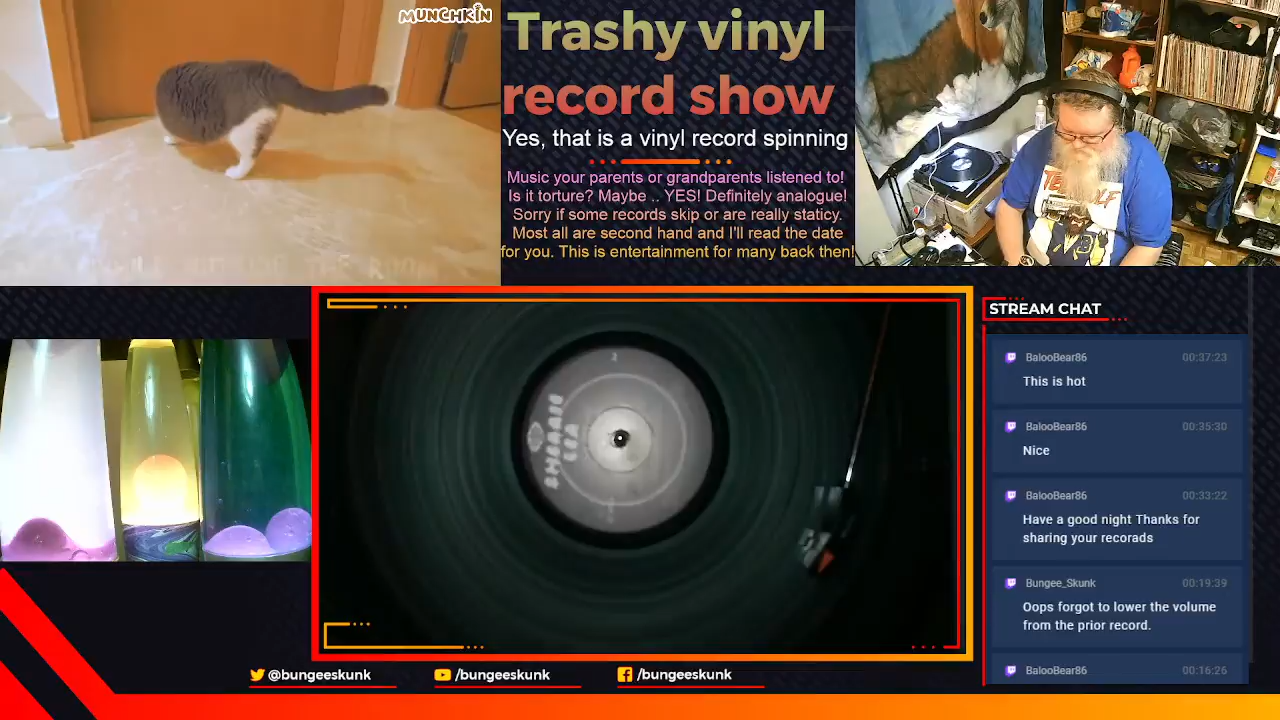 MUNCHKIN
Trashy vinyl
record show
Yes, that is a vinyl record spinning
Music your parents or grandparents listened to!
Is it torture? Maybe .. YES! Definitely analogue!
Sorry if some records skip or are really staticy.
Most all are second hand and I'll read the date
for you. This is entertainment for many back then!
STREAM CHAT
BalooBear86 00:37:23
This is hot
BalooBear86 00:35:30
Nice
BalooBear86 00:33:22
Have a good night Thanks for
sharing your recorads
Bungee_Skunk 00:19:39
Oops forgot to lower the volume
from the prior record.
BalooBear86 00:16:26
@bungeeskunk
/bungeeskunk
/bungeeskunk